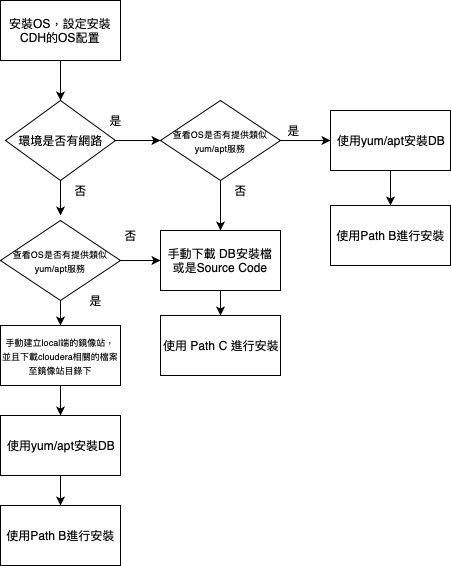 安裝OS，設定安裝
CDH的OS配置
環境是否有網路
是
查看OS是否有提供類似
yum/apt服務
是
使用yum/apt安裝DB
使用Path B進行安裝
否
否
查看OS是否有提供類似
yum/apt服務
否
手動下載 DB安裝檔
或是Source Code
使用 Path C 進行安裝
是
手動建立local端的鏡像站，
並且下載cloudera相關的檔案
至鏡像站目錄下
使用yum/apt安裝DB
使用Path B進行安裝